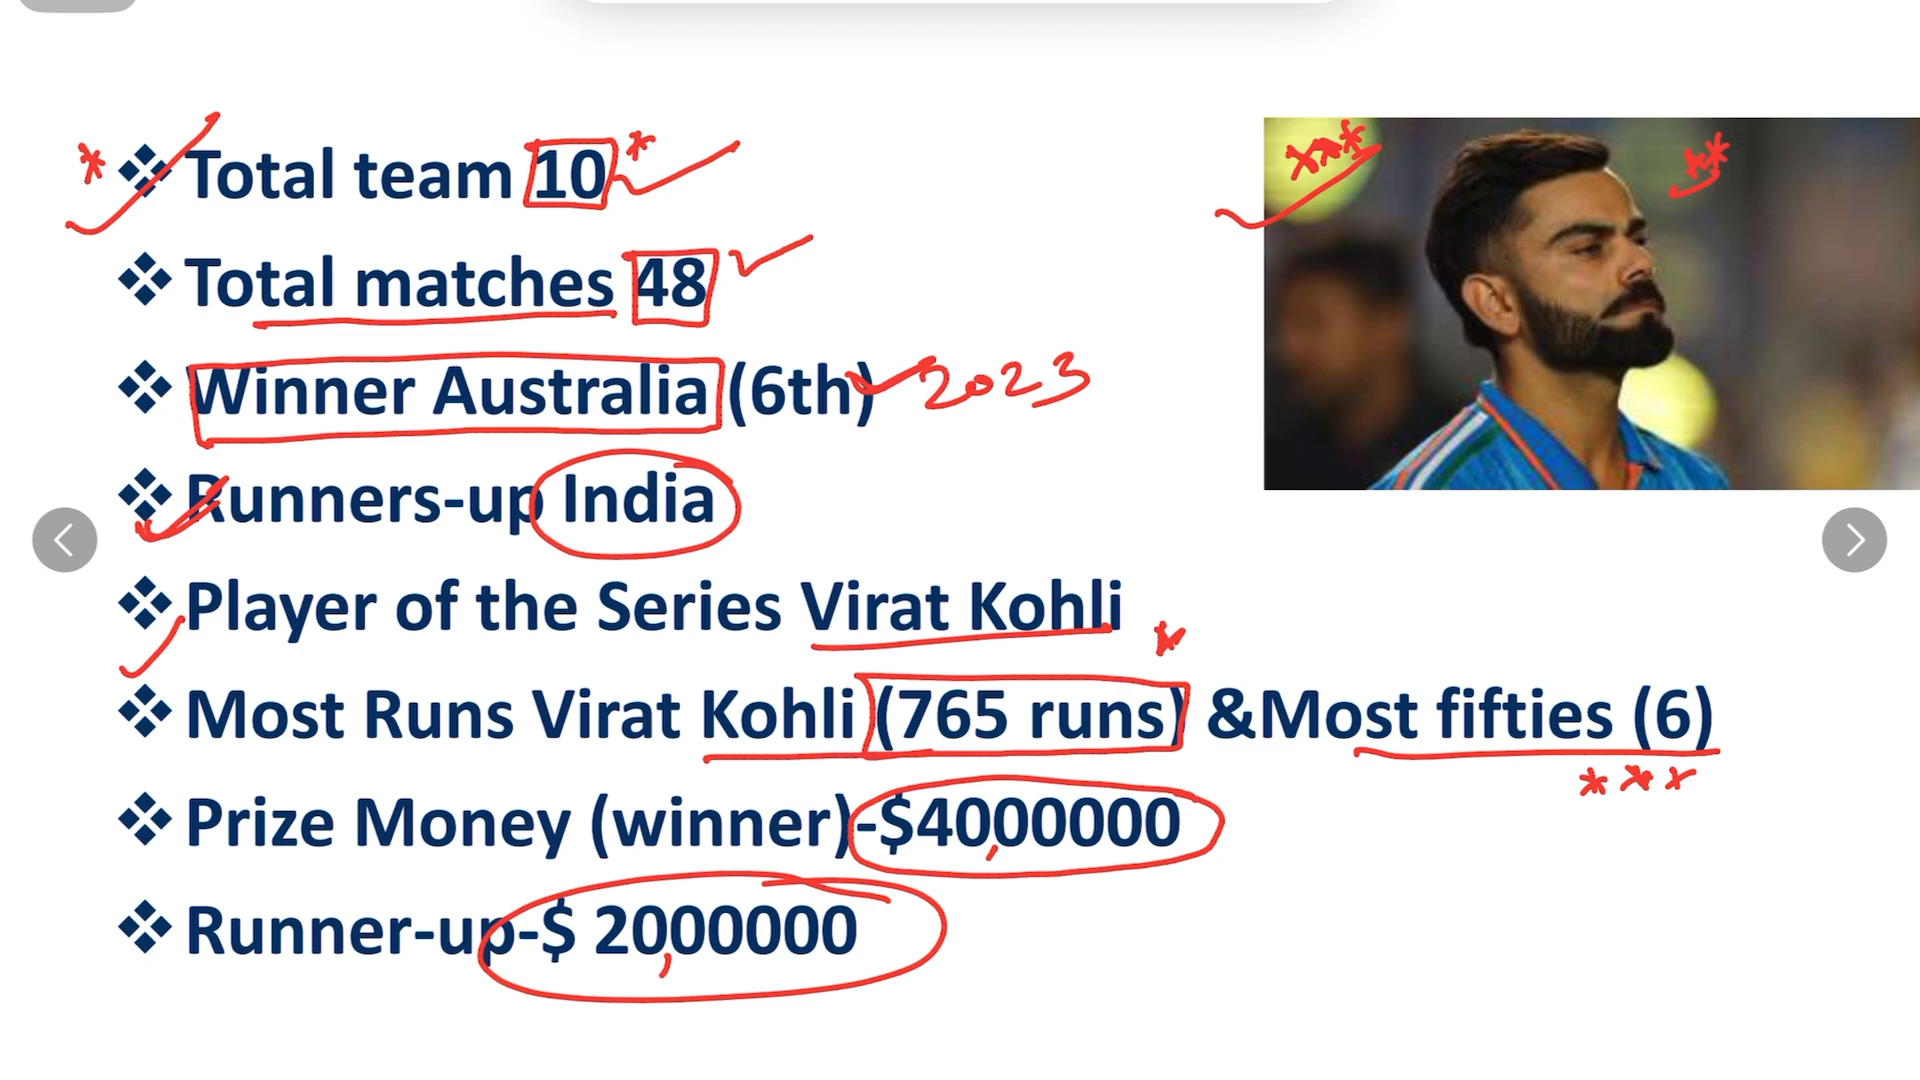 Total team 10
Total matches 48
Winner Australia (6th) 2023
Runners-up India
Player of the Series Virat Kohli
Most Runs Virat Kohli (765 runs) &Most fifties (6)
Prize Money (winner)-$4000000
Runner-up-$ 2000000